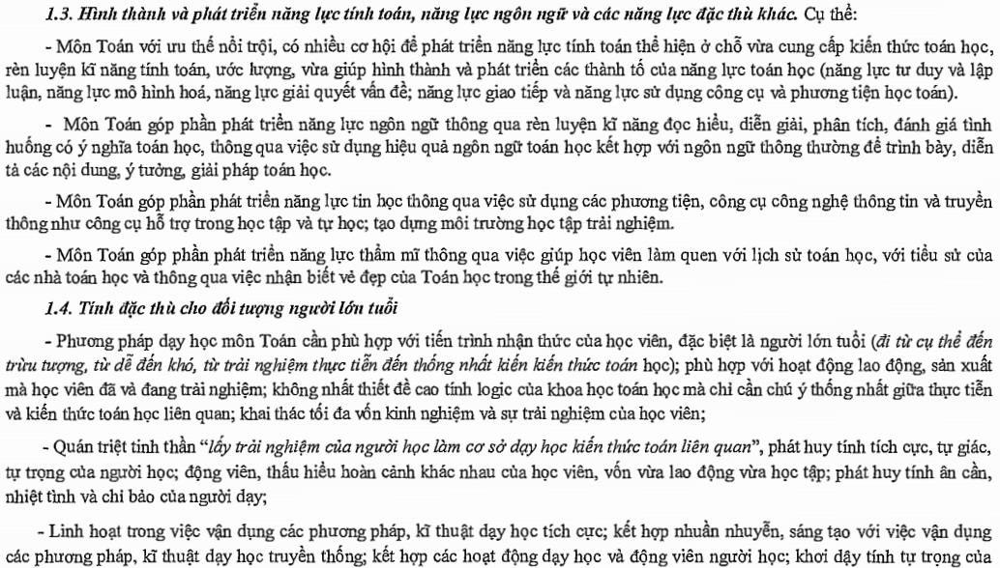 1.3. Hình thành và phát triển năng lực tính toán, năng lực ngôn ngữ và các năng lực đặc thù khác. Cụ thể:
- Môn Toán với ưu thế nổi trội, có nhiều cơ hội để phát triển năng lực tính toán thể hiện ở chỗ vừa cung cấp kiến thức toán học,
rèn luyện kĩ năng tính toán, ước lượng, vừa giúp hình thành và phát triển các thành tố của năng lực toán học (năng lực tư duy và lập
luận, năng lực mô hình hoá, năng lực giải quyết vấn đề; năng lực giao tiếp và năng lực sử dụng công cụ và phương tiện học toán).
- Môn Toán góp phần phát triển năng lực ngôn ngữ thông qua rèn luyện kĩ năng đọc hiểu, diễn giải, phân tích, đánh giá tình
huống có ý nghĩa toán học, thông qua việc sử dụng hiệu quả ngôn ngữ toán học kết hợp với ngôn ngữ thông thường để trình bày, diễn
tả các nội dung, ý tưởng, giải pháp toán học.
- Môn Toán góp phần phát triển năng lực tin học thông qua việc sử dụng các phương tiện, công cụ công nghệ thông tin và truyền
thông như công cụ hỗ trợ trong học tập và tự học; tạo dựng môi trường học tập trải nghiệm.
- Môn Toán góp phần phát triển năng lực thẩm mĩ thông qua việc giúp học viên làm quen với lịch sử toán học, với tiểu sử của
các nhà toán học và thông qua việc nhận biết vẻ đẹp của Toán học trong thế giới tự nhiên.
1.4. Tính đặc thù cho đối tượng người lớn tuổi
- Phương pháp dạy học môn Toán cần phù hợp với tiến trình nhận thức của học viên, đặc biệt là người lớn tuổi (đi từ cụ thể đến
trừu tượng, từ dễ đến khó, từ trải nghiệm thực tiễn đến thống nhất kiến kiến thức toán học); phù hợp với hoạt động lao động, sản xuất
mà học viên đã và đang trải nghiệm; không nhất thiết đề cao tính logic của khoa học toán học mà chỉ cần chú ý thống nhất giữa thực tiễn
và kiến thức toán học liên quan; khai thác tối đa vốn kinh nghiệm và sự trải nghiệm của học viên;
- Quán triệt tinh thần “lấy trải nghiệm của người học làm cơ sở dạy học kiến thức toán liên quan”, phát huy tính tích cực, tự giác,
tự trọng của người học; động viên, thấu hiểu hoàn cảnh khác nhau của học viên, vốn vừa lao động vừa học tập; phát huy tính ân cần,
nhiệt tình và chỉ bảo của người dạy;
- Linh hoạt trong việc vận dụng các phương pháp, kĩ thuật dạy học tích cực; kết hợp nhuần nhuyễn, sáng tạo với việc vận dụng
các phương pháp, kĩ thuật dạy học truyền thống; kết hợp các hoạt động dạy học và động viên người học; khơi dậy tính tự trọng của